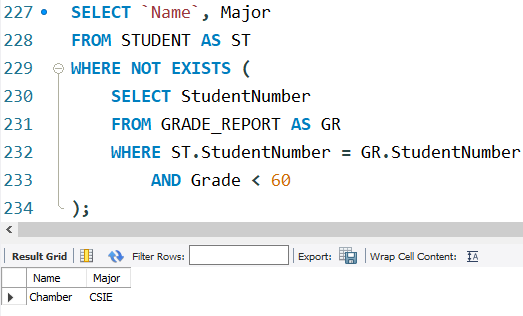 227 SELECT `Name`, Major
228 FROM STUDENT AS ST
229 WHERE NOT EXISTS (
230 SELECT StudentNumber
231 FROM GRADE_REPORT AS GR
232 WHERE ST.StudentNumber = GR.StudentNumber
233 AND Grade < 60
234 );
Result Grid Filter Rows: Export: Wrap Cell Content: IA
Name Major
Chamber CSIE